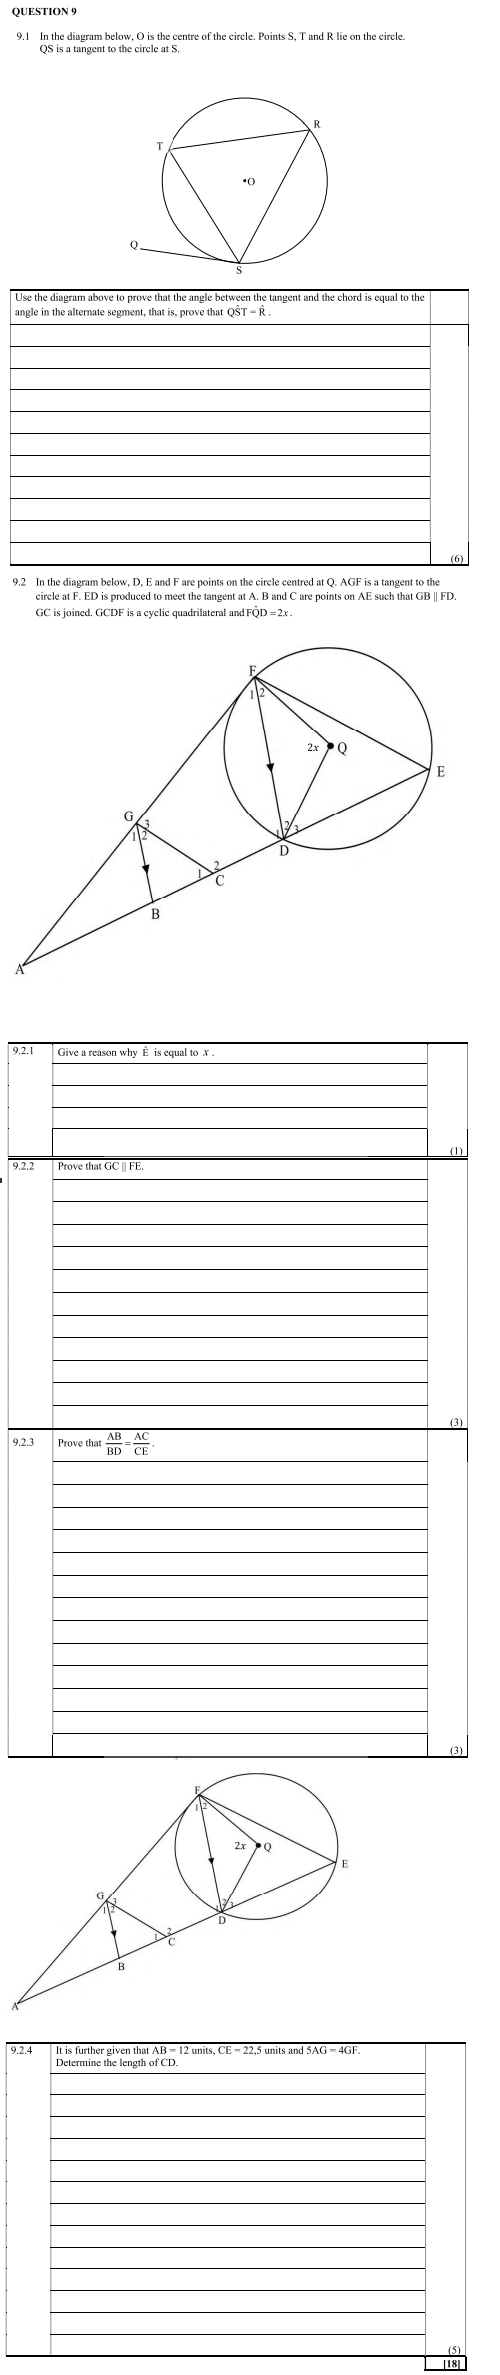 QUESTION 9
9.1 In the diagram below, O is the centre of the circle. Points S, T and R lie on the circle.
QS is a tangent to the circle at S.
R
T
•O
Q
S
Use the diagram above to prove that the angle between the tangent and the chord is equal to the
angle in the alternate segment, that is, prove that QŜT = R̂ .
(6)
9.2 In the diagram below, D, E and F are points on the circle centred at Q. AGF is a tangent to the
circle at F. ED is produced to meet the tangent at A. B and C are points on AE such that GB || FD.
GC is joined. GCDF is a cyclic quadrilateral and FQ̂D = 2x .
F
1 2
2x Q
E
G
3
1 2
1 2 3
D
2
1
C
B
A
9.2.1 Give a reason why Ê is equal to x .
(1)
9.2.2 Prove that GC || FE.
(3)
9.2.3 Prove that AB/BD = AC/CE .
(3)
F
1 2
2x Q
E
G
3
1 2
1 2 3
D
2
1
C
B
A
9.2.4 It is further given that AB = 12 units, CE = 22,5 units and 5AG = 4GF.
Determine the length of CD.
(5)
[18]